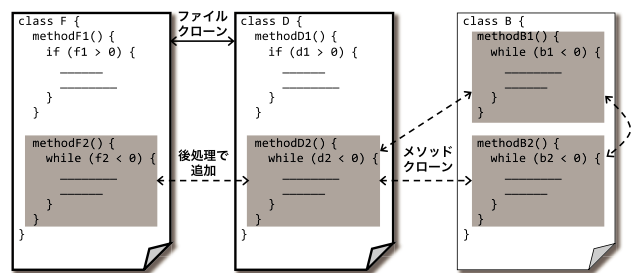 class F {
methodF1() {
if (f1 > 0) {
}
}
methodF2() {
while (f2 < 0) {
}
}
}
ファイル
クローン
後処理で
追加
class D {
methodD1() {
if (d1 > 0) {
}
}
methodD2() {
while (d2 < 0) {
}
}
}
メソッド
クローン
class B {
methodB1() {
while (b1 < 0) {
}
}
methodB2() {
while (b2 < 0) {
}
}
}